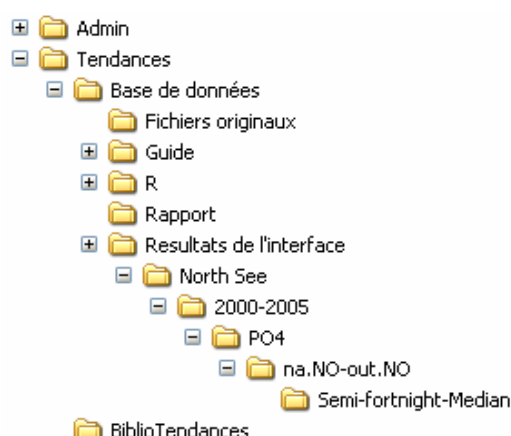 Admin
Tendances
Base de données
Fichiers originaux
Guide
R
Rapport
Resultats de l'interface
North See
2000-2005
PO4
na.NO-out.NO
Semi-fortnight-Median
BiblioTendances